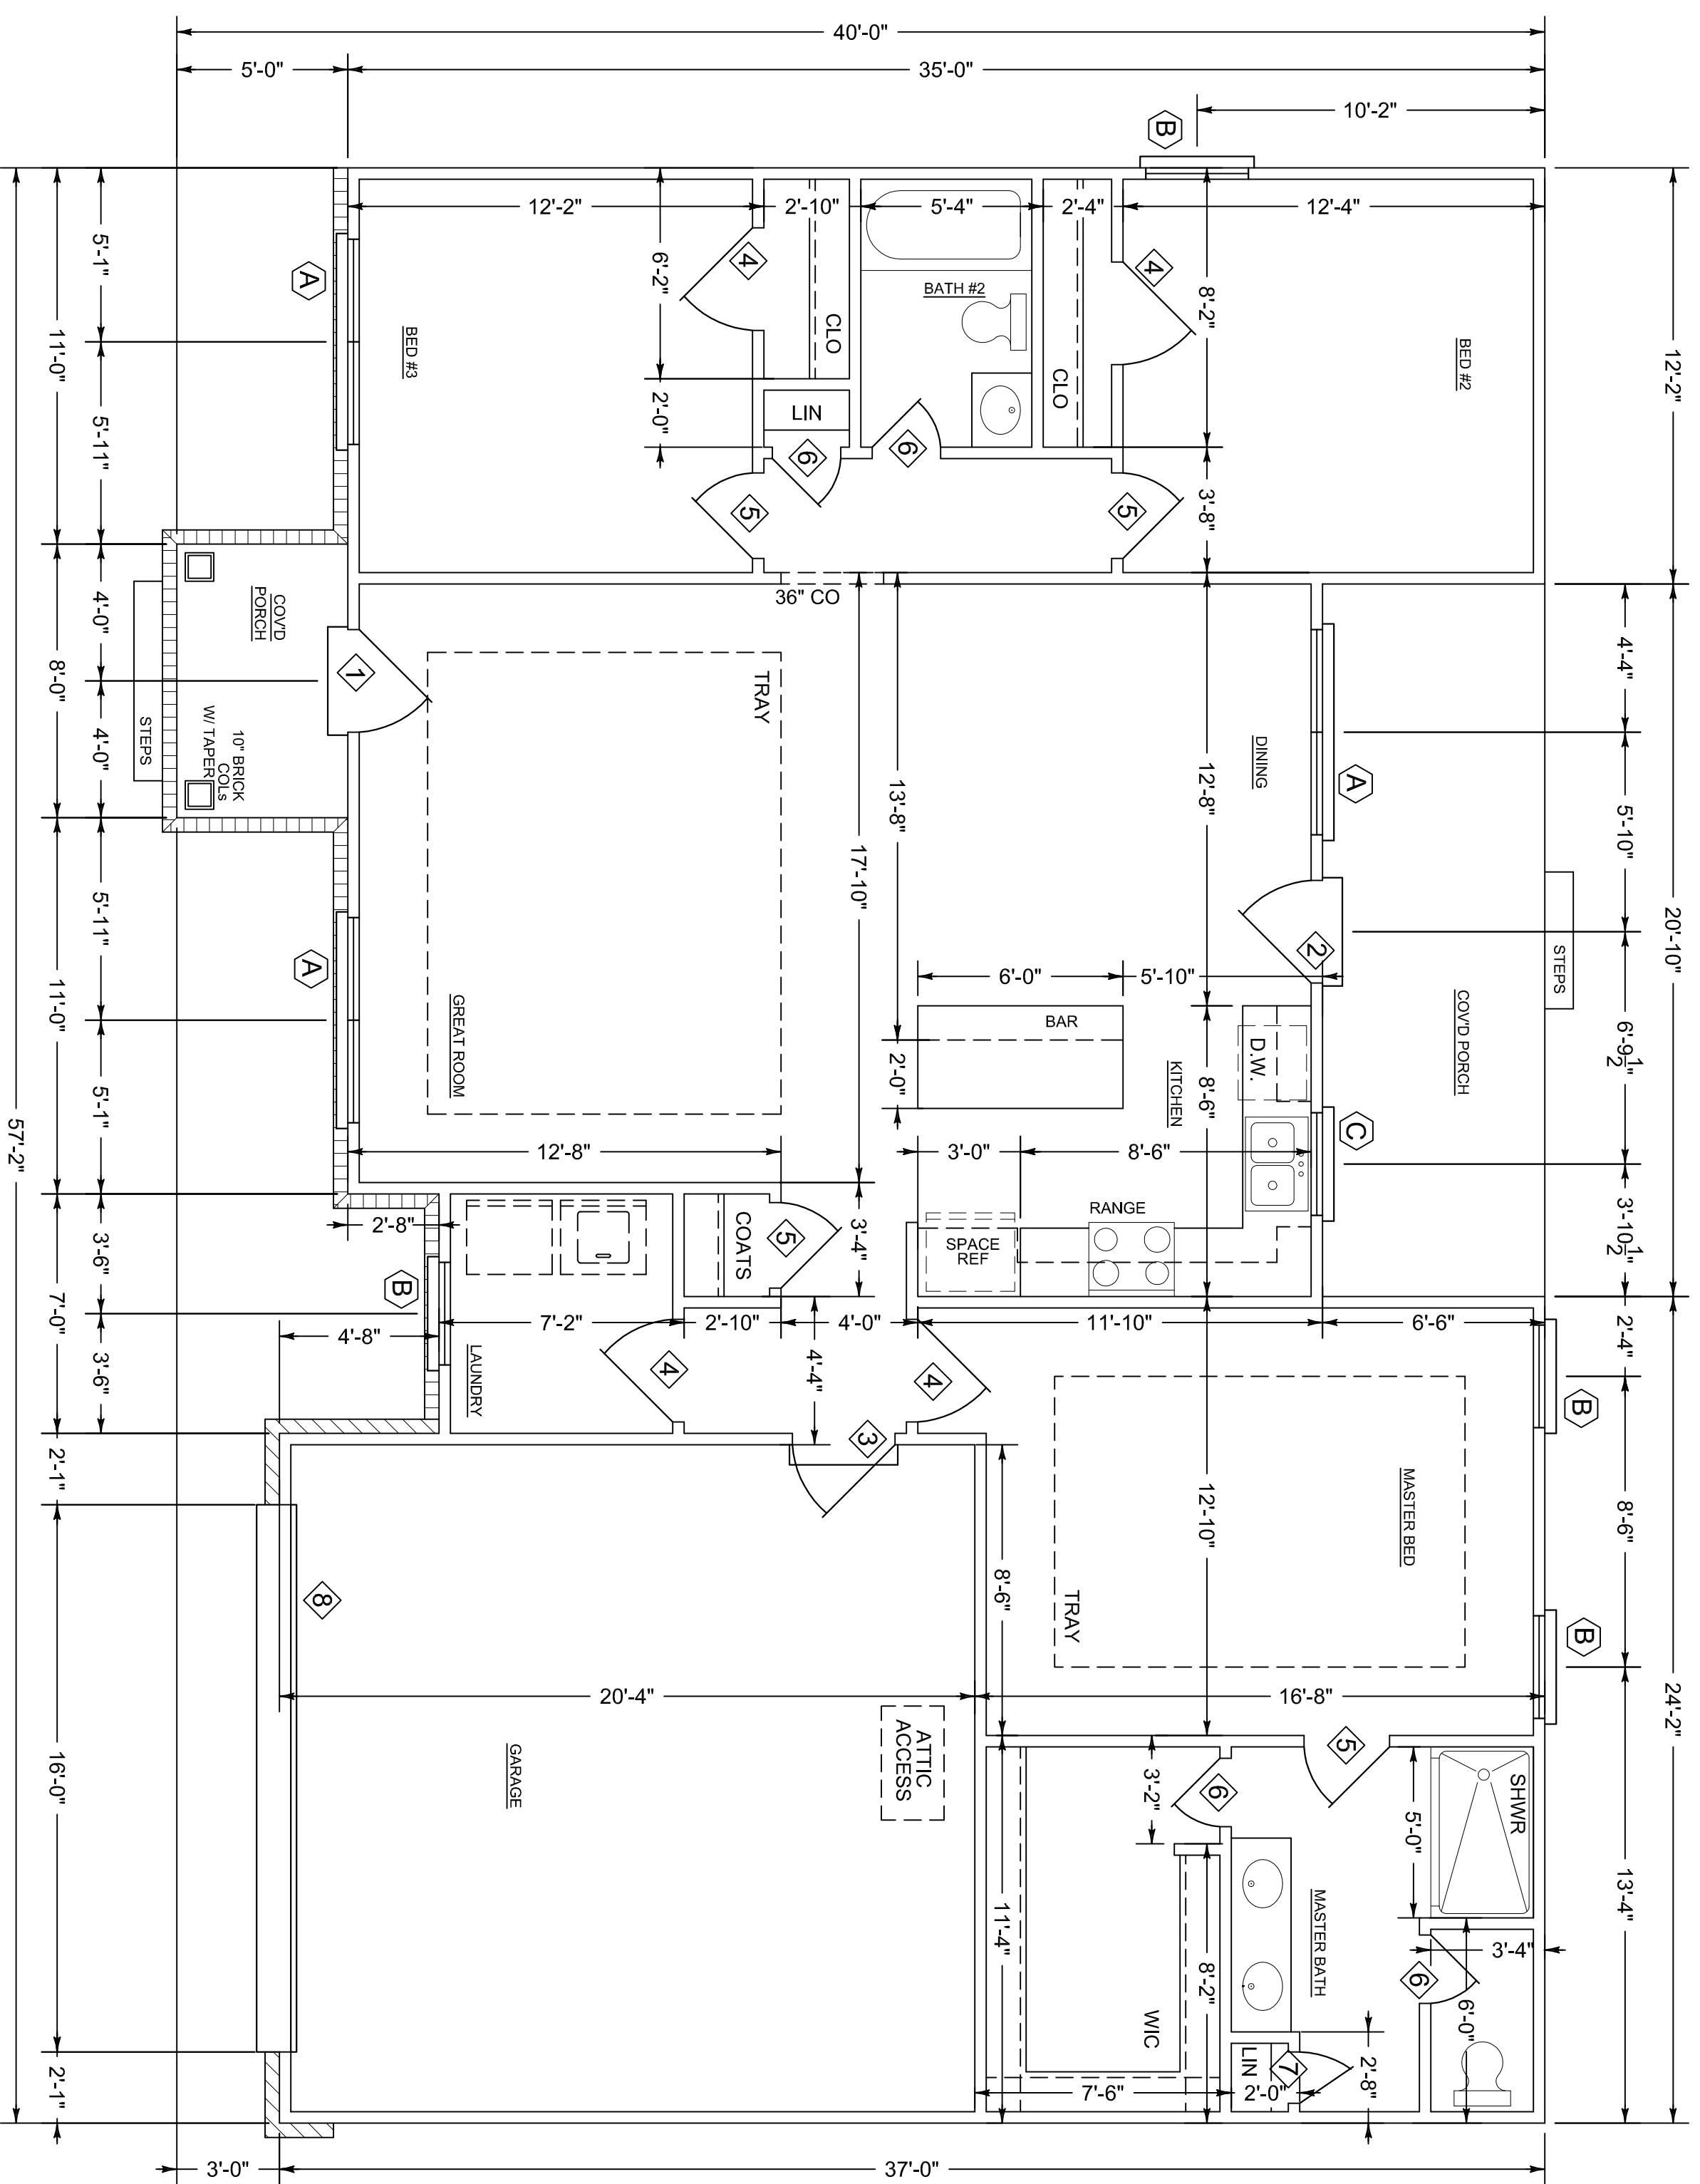 40'-0"
5'-0"
35'-0"
10'-2"
B
12'-2"
2'-10"
5'-4"
2'-4"
12'-4"
12'-2"
5'-1"
11'-0"
A
5'-11"
BED #3
6'-2"
2'-0"
4
CLO
LIN
BATH #2
CLO
4
8'-2"
BED #2
6
6
5
5
3'-8"
36" CO
COV'D
PORCH
4'-0"
8'-0"
4'-0"
STEPS
10" BRICK
COLs
W/ TAPER
1
TRAY
DINING
4'-4"
A
12'-8"
13'-8"
17'-10"
5'-10"
20'-10"
2
STEPS
COV'D PORCH
6'-9 1/2"
5'-11"
11'-0"
A
5'-1"
57'-2"
GREAT ROOM
6'-0"
5'-10"
BAR
2'-0"
KITCHEN
D.W.
8'-6"
C
12'-8"
3'-0"
8'-6"
3'-10 1/2"
RANGE
SPACE
REF
COATS
5
3'-4"
2'-8"
3'-6"
7'-0"
3'-6"
B
4'-8"
7'-2"
2'-10"
4'-0"
11'-10"
6'-6"
2'-4"
LAUNDRY
4
4'-4"
4
3
B
8'-6"
24'-2"
2'-1"
12'-10"
MASTER BED
8'-6"
TRAY
8
B
20'-4"
16'-8"
16'-0"
GARAGE
ATTIC
ACCESS
5
3'-2"
6
SHWR
5'-0"
13'-4"
11'-4"
8'-2"
MASTER BATH
3'-4"
6
6'-0"
WIC
LIN
7
2'-8"
7'-6"
2'-0"
2'-1"
3'-0"
37'-0"